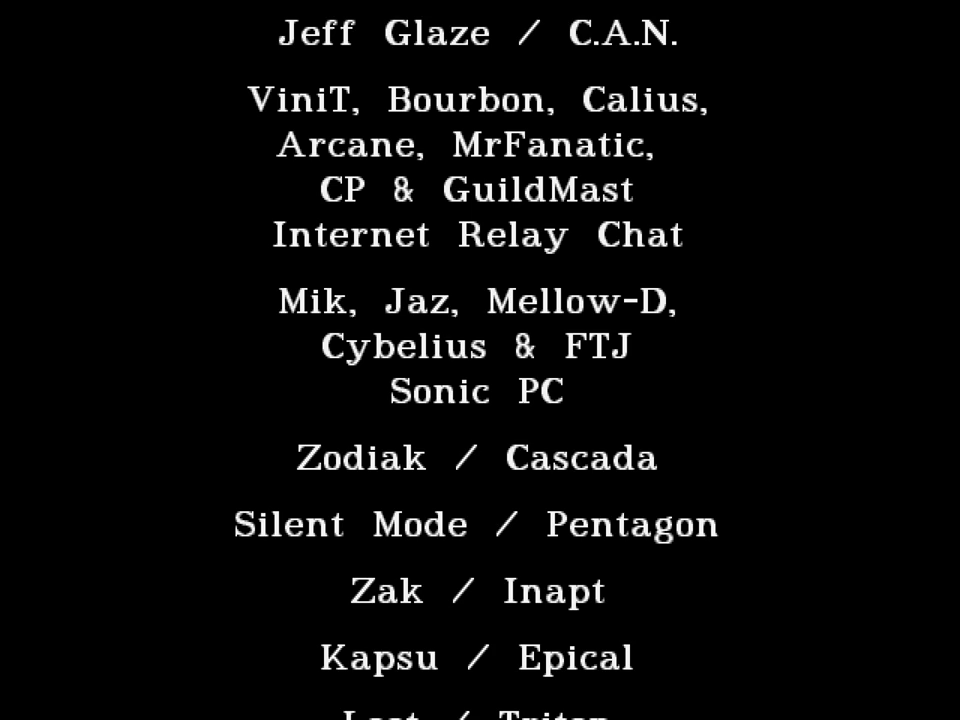 Jeff Glaze / C.A.N.
ViniT, Bourbon, Calius,
Arcane, MrFanatic,
CP & GuildMast
Internet Relay Chat
Mik, Jaz, Mellow-D,
Cybelius & FTJ
Sonic PC
Zodiak / Cascada
Silent Mode / Pentagon
Zak / Inapt
Kapsu / Epical
/